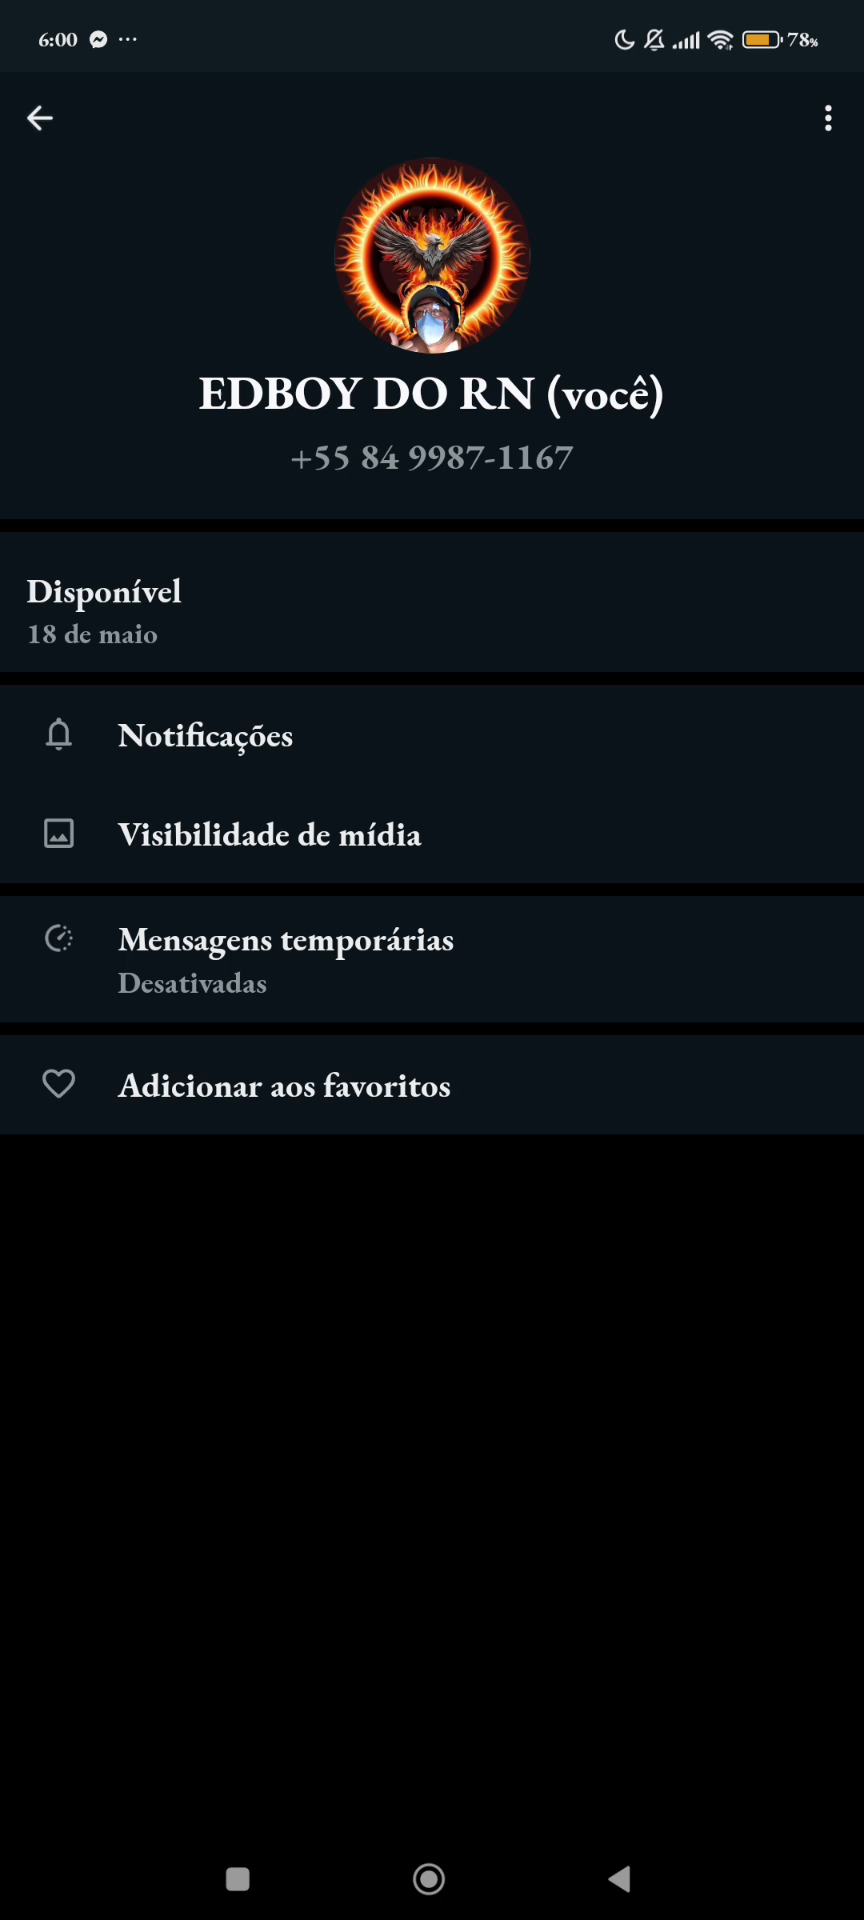 6:00
78%
EDBOY DO RN (você)
+55 84 9987-1167
Disponível
18 de maio
Notificações
Visibilidade de mídia
Mensagens temporárias
Desativadas
Adicionar aos favoritos